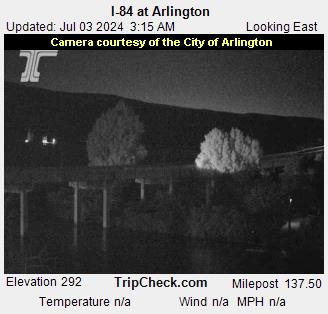 I-84 at Arlington
Updated: Jul 03 2024 3:15 AM Looking East
Camera courtesy of the City of Arlington
Elevation 292 TripCheck.com Milepost 137.50
Temperature n/a Wind n/a MPH n/a